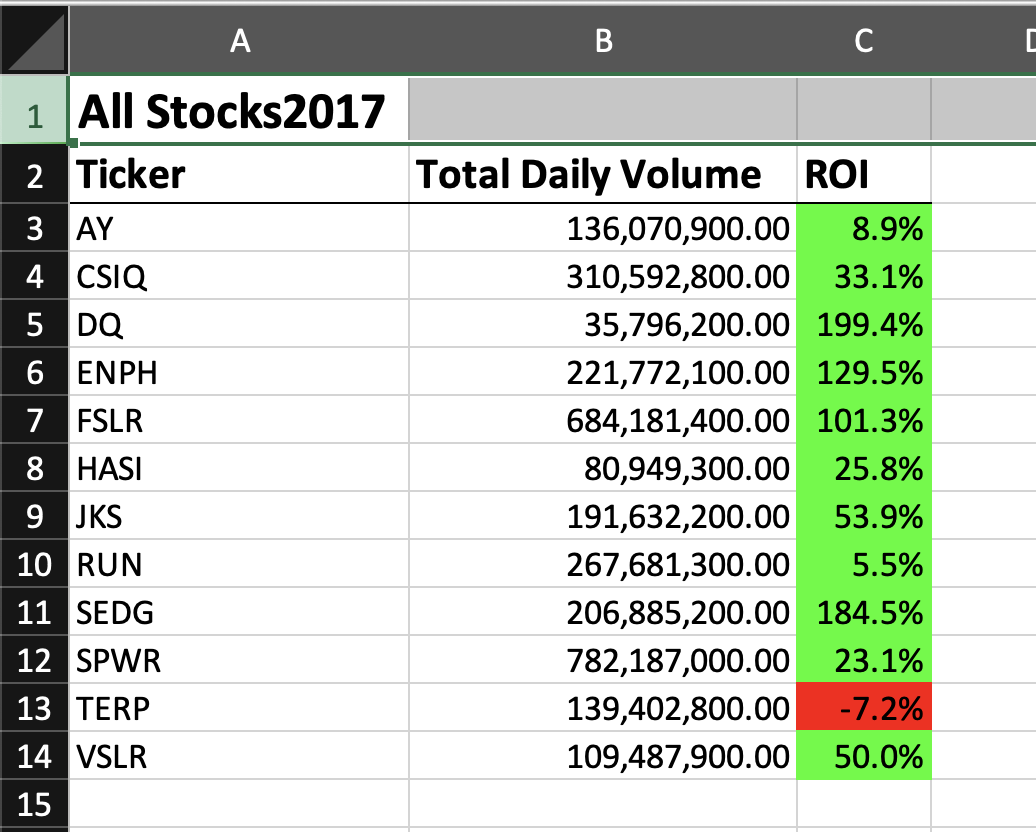 A B C D
1 All Stocks2017
2 Ticker Total Daily Volume ROI
3 AY 136,070,900.00 8.9%
4 CSIQ 310,592,800.00 33.1%
5 DQ 35,796,200.00 199.4%
6 ENPH 221,772,100.00 129.5%
7 FSLR 684,181,400.00 101.3%
8 HASI 80,949,300.00 25.8%
9 JKS 191,632,200.00 53.9%
10 RUN 267,681,300.00 5.5%
11 SEDG 206,885,200.00 184.5%
12 SPWR 782,187,000.00 23.1%
13 TERP 139,402,800.00 -7.2%
14 VSLR 109,487,900.00 50.0%
15